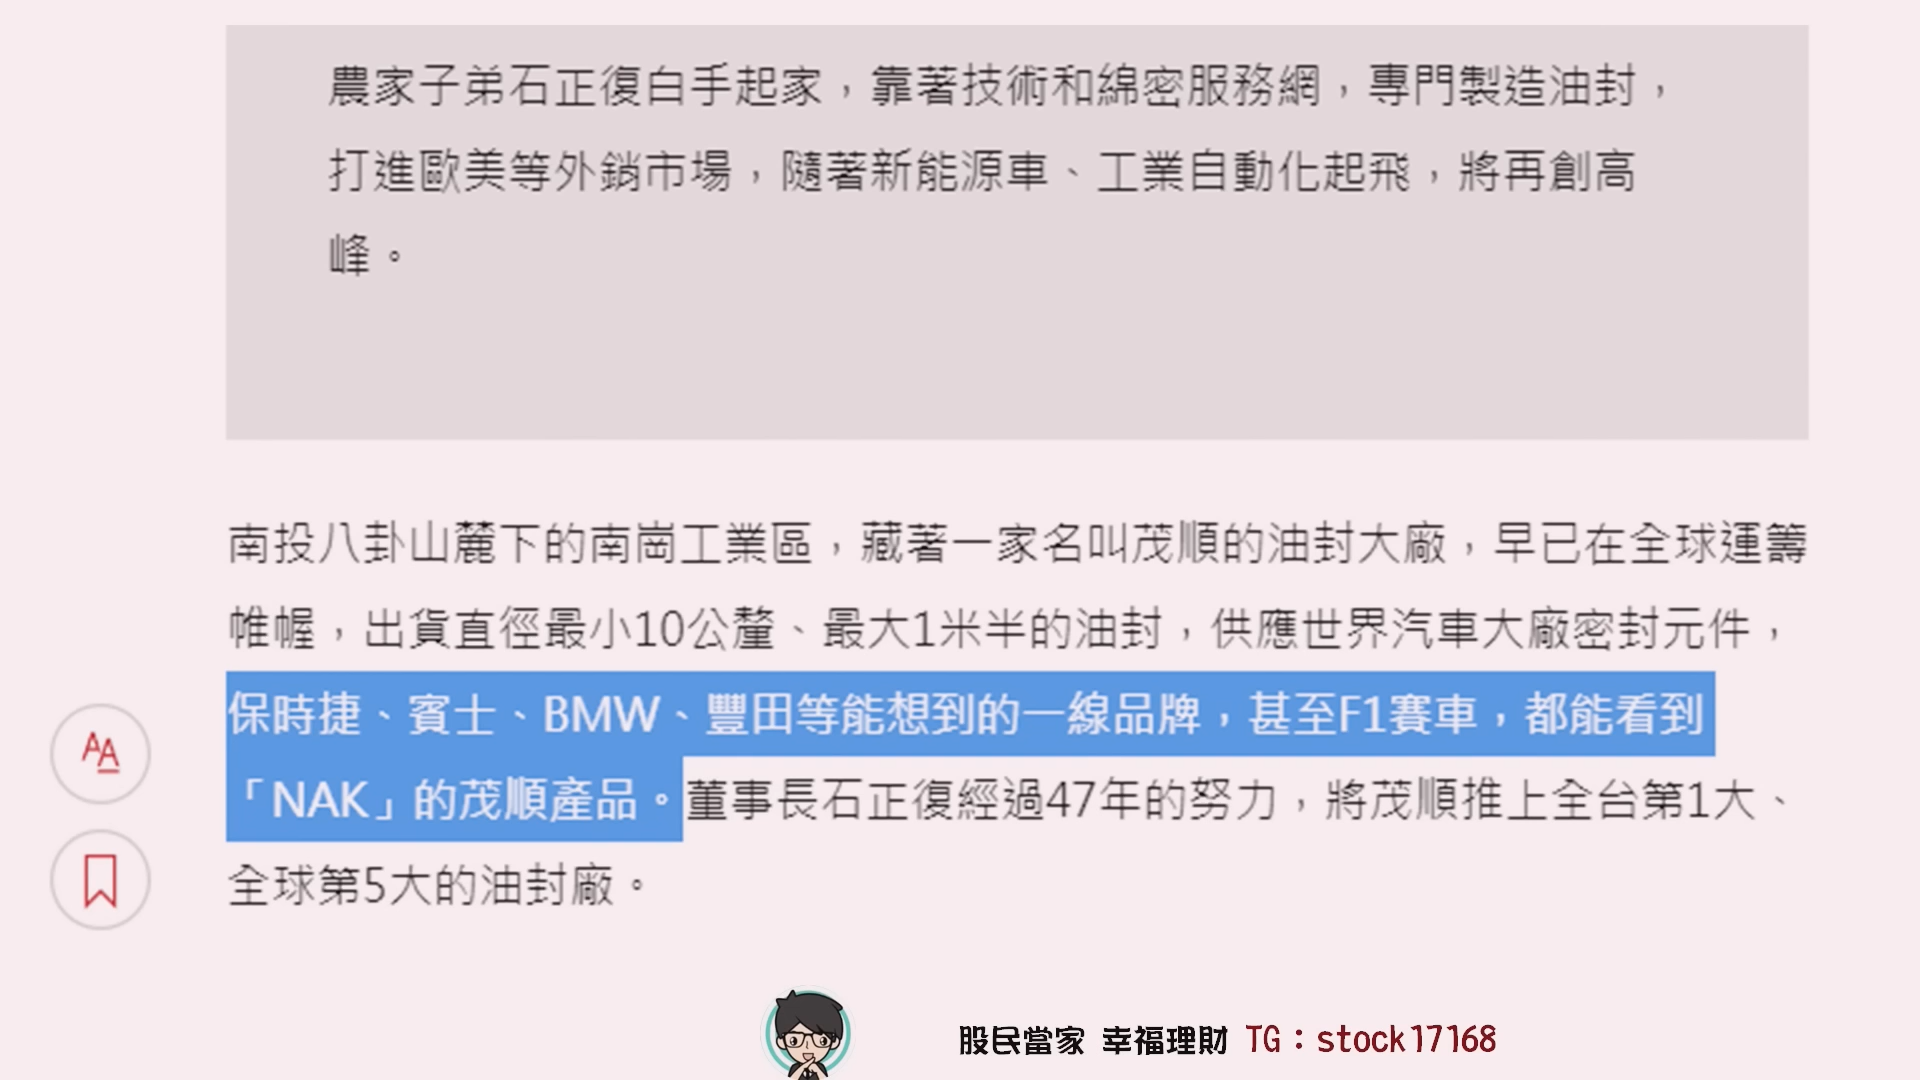 農家子弟石正復白手起家，靠著技術和綿密服務網，專門製造油封，
打進歐美等外銷市場，隨著新能源車、工業自動化起飛，將再創高
峰。
南投八卦山麓下的南崗工業區，藏著一家名叫茂順的油封大廠，早已在全球運籌
帷幄，出貨直徑最小10公釐、最大1米半的油封，供應世界汽車大廠密封元件，
保時捷、賓士、BMW、豐田等能想到的一線品牌，甚至F1賽車，都能看到
「NAK」的茂順產品。董事長石正復經過47年的努力，將茂順推上全台第1大、
全球第5大的油封廠。
AA
股民當家 幸福理財 TG：stock17168